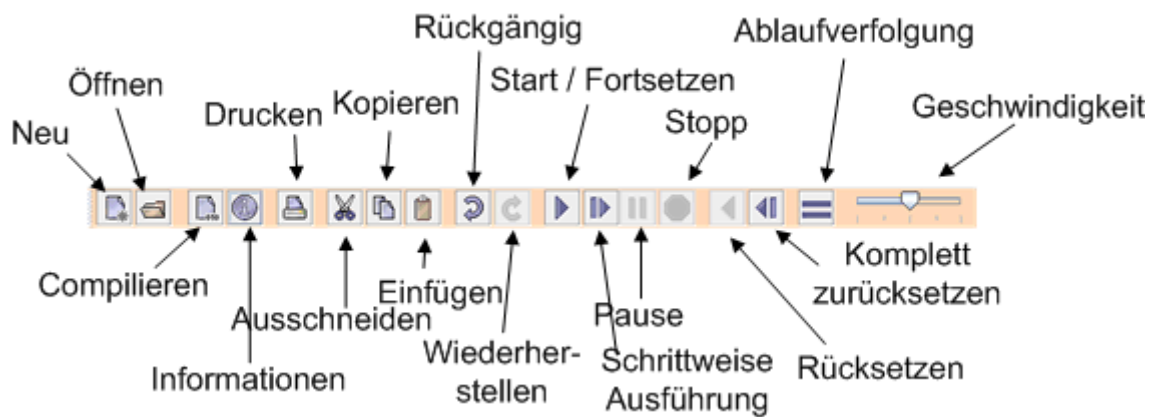 Rückgängig
Ablaufverfolgung
Öffnen
Start / Fortsetzen
Kopieren
Geschwindigkeit
Drucken
Stopp
Neu
Komplett
zurücksetzen
Compilieren
Einfügen
Ausschneiden
Pause
Wiederher-
stellen
Schrittweise
Ausführung
Rücksetzen
Informationen